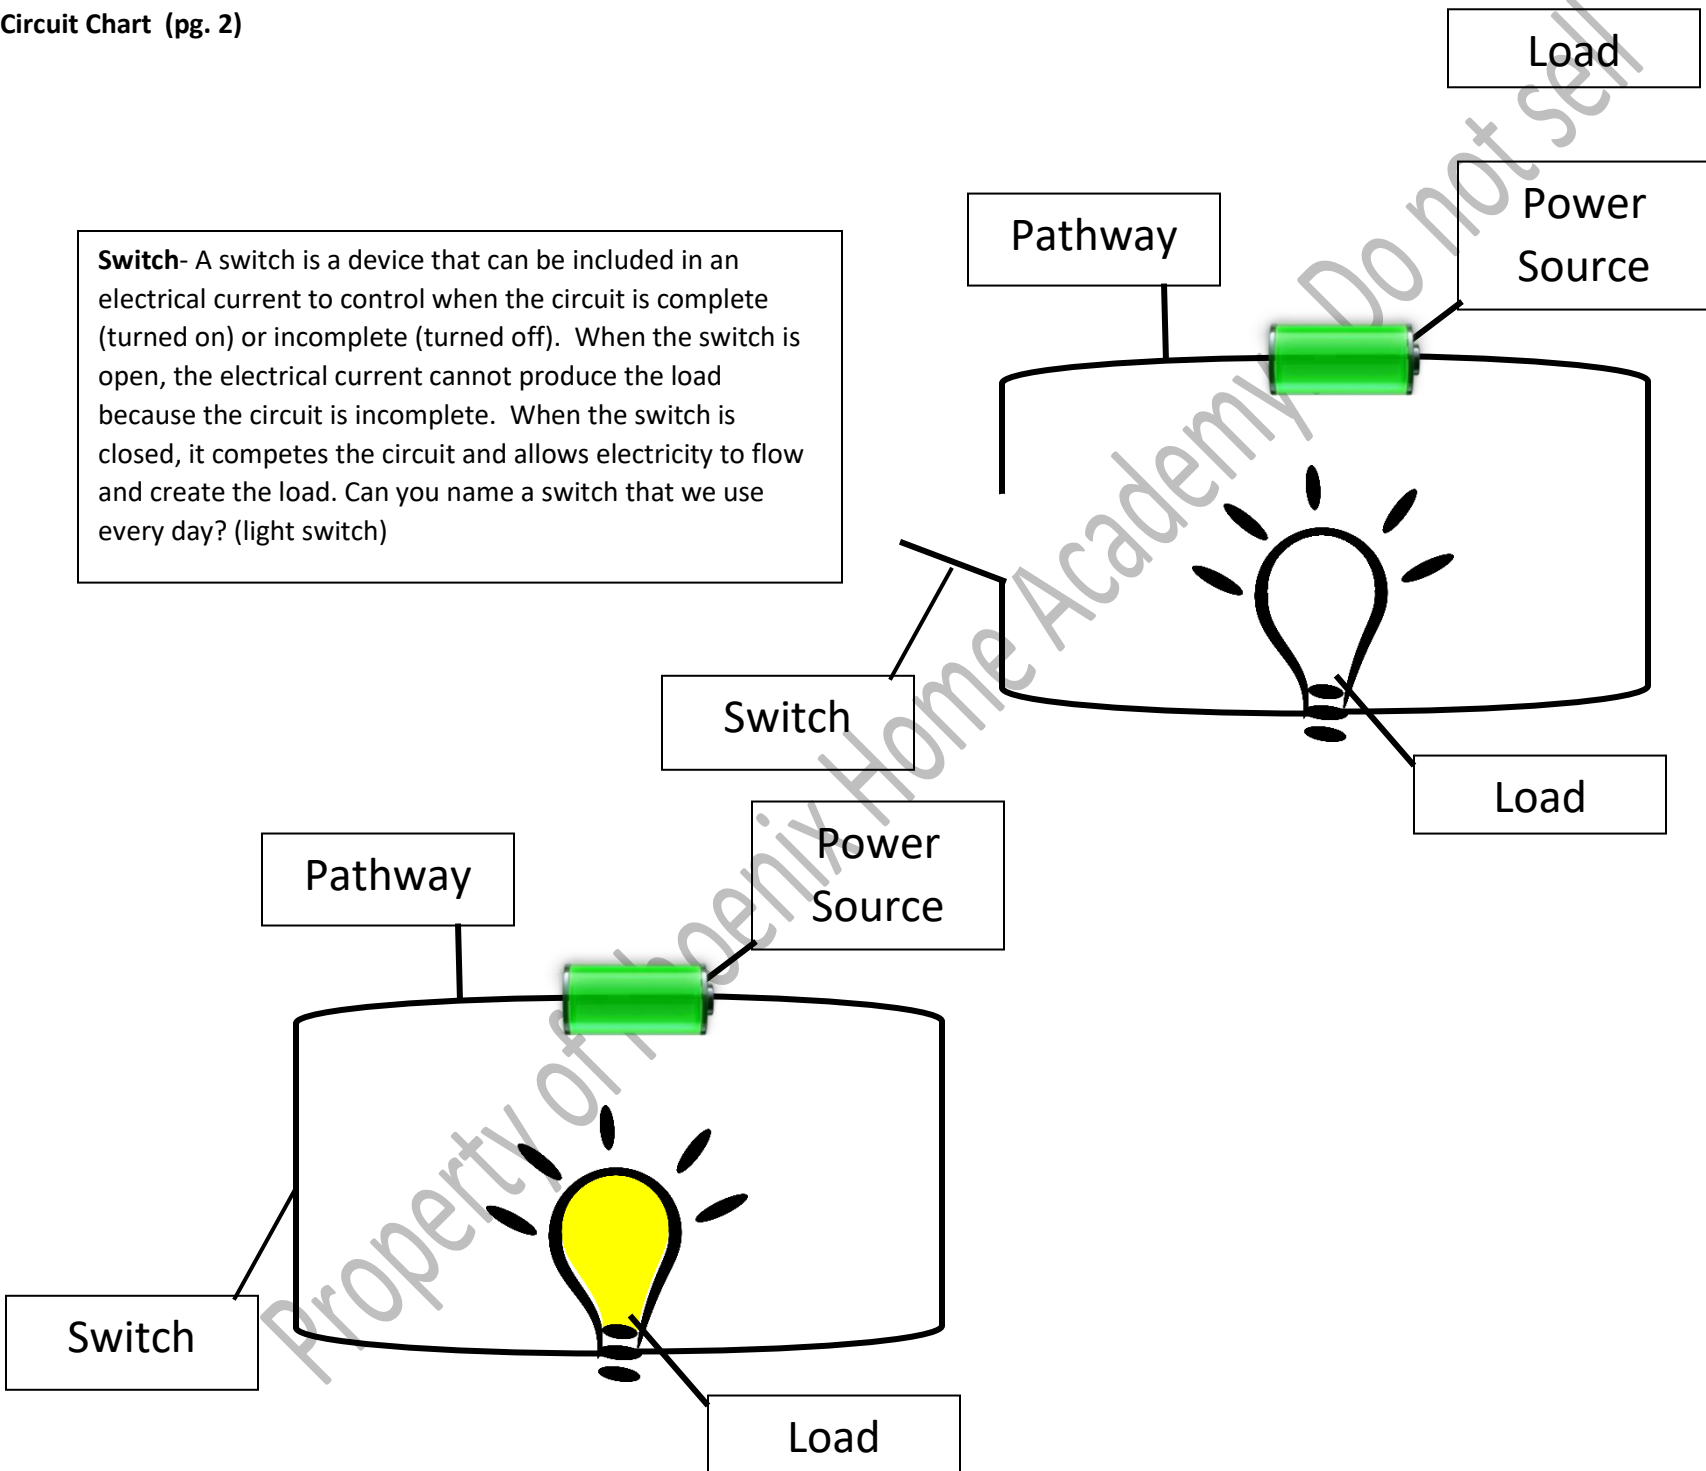 Circuit Chart  (pg. 2)
Load
Power
Source
Pathway
Switch- A switch is a device that can be included in an
electrical current to control when the circuit is complete
(turned on) or incomplete (turned off).  When the switch is
open, the electrical current cannot produce the load
because the circuit is incomplete.  When the switch is
closed, it competes the circuit and allows electricity to flow
and create the load. Can you name a switch that we use
every day? (light switch)
Switch
Load
Pathway
Power
Source
Switch
Load
Property of Phoenix Home Academy Do not sell